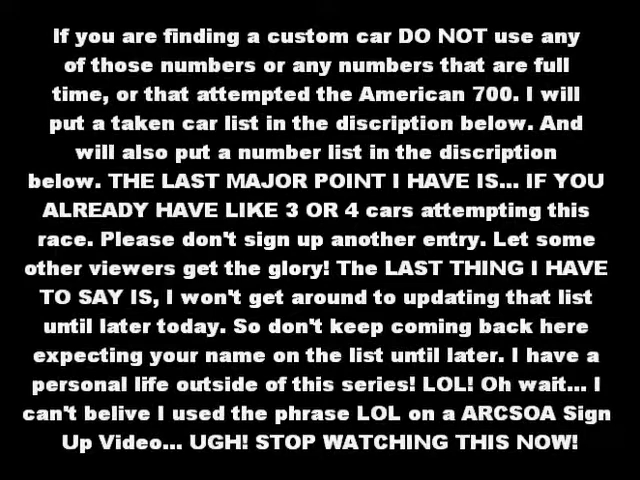 If you are finding a custom car DO NOT use any
of those numbers or any numbers that are full
time, or that attempted the American 700. I will
put a taken car list in the discription below. And
will also put a number list in the discription
below. THE LAST MAJOR POINT I HAVE IS... IF YOU
ALREADY HAVE LIKE 3 OR 4 cars attempting this
race. Please don't sign up another entry. Let some
other viewers get the glory! The LAST THING I HAVE
TO SAY IS, I won't get around to updating that list
until later today. So don't keep coming back here
expecting your name on the list until later. I have a
personal life outside of this series! LOL! Oh wait... I
can't belive I used the phrase LOL on a ARCSOA Sign
Up Video... UGH! STOP WATCHING THIS NOW!